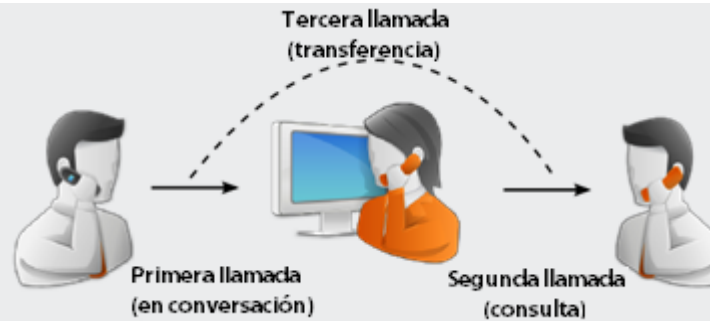 Tercera llamada
(transferencia)
Primera llamada
(en conversación)
Segunda llamada
(consulta)